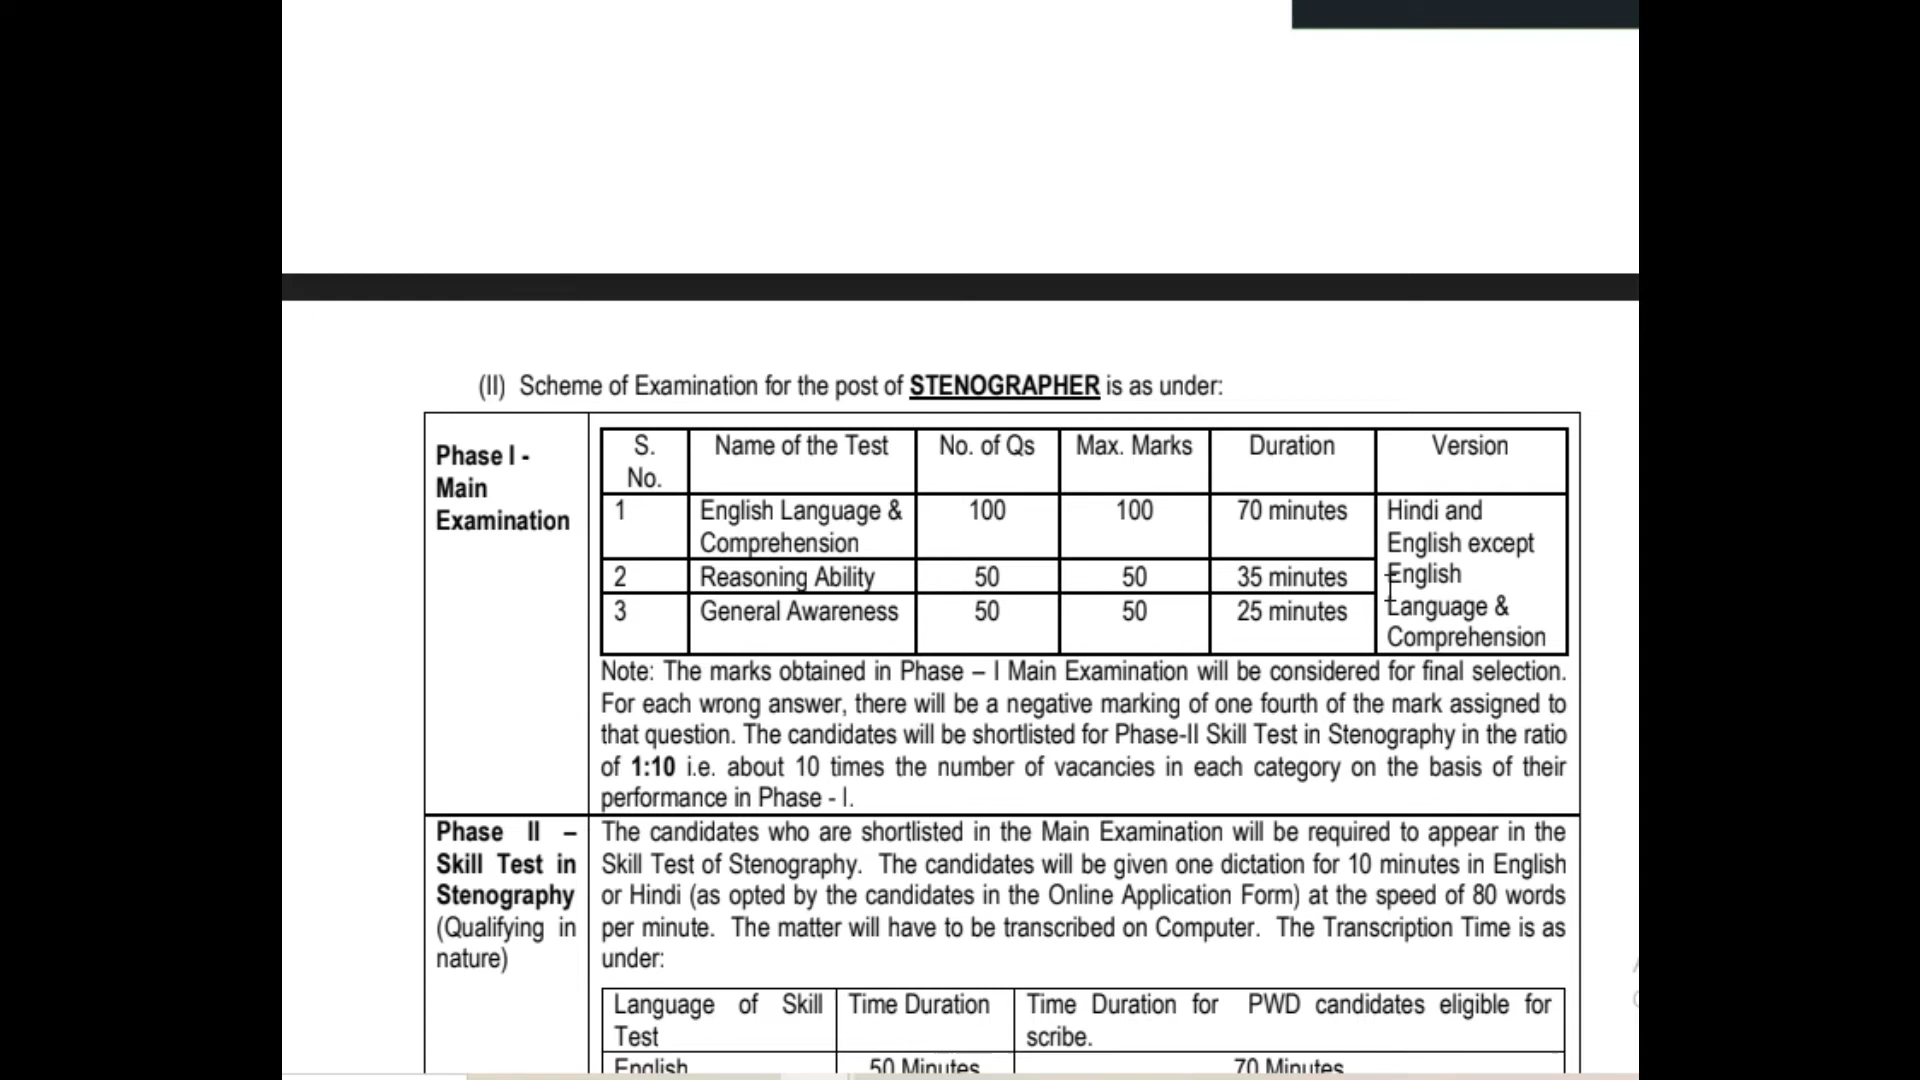 (II) Scheme of Examination for the post of STENOGRAPHER is as under:
Phase I -
Main
Examination
S. No. Name of the Test No. of Qs Max. Marks Duration Version
1 English Language & Comprehension 100 100 70 minutes Hindi and English except English Language & Comprehension
2 Reasoning Ability 50 50 35 minutes
3 General Awareness 50 50 25 minutes
Note: The marks obtained in Phase – I Main Examination will be considered for final selection.
For each wrong answer, there will be a negative marking of one fourth of the mark assigned to
that question. The candidates will be shortlisted for Phase-II Skill Test in Stenography in the ratio
of 1:10 i.e. about 10 times the number of vacancies in each category on the basis of their
performance in Phase - I.
Phase II –
Skill Test in
Stenography
(Qualifying in
nature)
The candidates who are shortlisted in the Main Examination will be required to appear in the
Skill Test of Stenography. The candidates will be given one dictation for 10 minutes in English
or Hindi (as opted by the candidates in the Online Application Form) at the speed of 80 words
per minute. The matter will have to be transcribed on Computer. The Transcription Time is as
under:
Language of Skill Test Time Duration Time Duration for PWD candidates eligible for scribe.
English 50 Minutes 70 Minutes